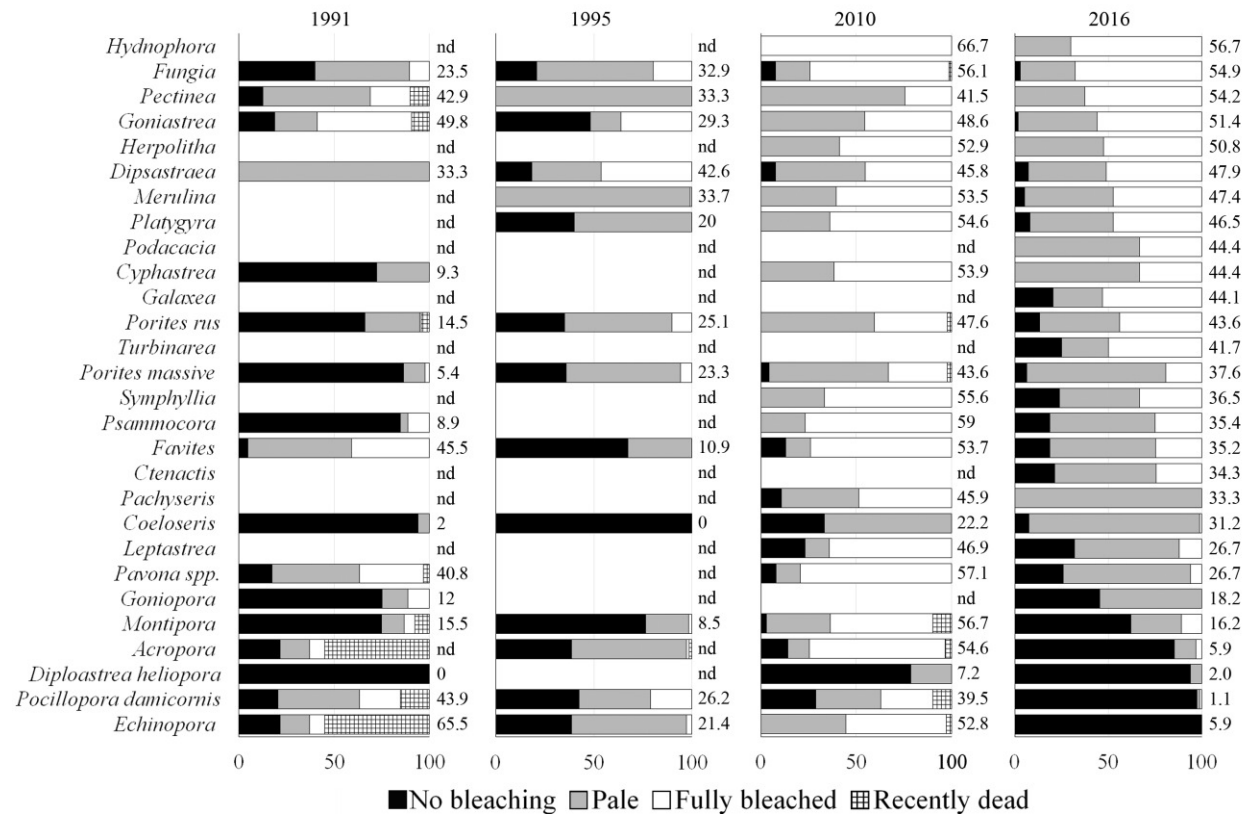 1991 1995 2010 2016
Hydnophora nd nd 66.7 56.7
Fungia 23.5 32.9 56.1 54.9
Pectinea 42.9 33.3 41.5 54.2
Goniastrea 49.8 29.3 48.6 51.4
Herpolitha nd nd 52.9 50.8
Dipsastraea 33.3 42.6 45.8 47.9
Merulina nd 33.7 53.5 47.4
Platygyra nd 20 54.6 46.5
Podacacia nd nd nd 44.4
Cyphastrea 9.3 nd 53.9 44.4
Galaxea nd nd nd 44.1
Porites rus 14.5 25.1 47.6 43.6
Turbinarea nd nd nd 41.7
Porites massive 5.4 23.3 43.6 37.6
Symphyllia nd nd 55.6 36.5
Psammocora 8.9 nd 59 35.4
Favites 45.5 10.9 53.7 35.2
Ctenactis nd nd nd 34.3
Pachyseris nd nd 45.9 33.3
Coeloseris 2 0 22.2 31.2
Leptastrea nd nd 46.9 26.7
Pavona spp. 40.8 nd 57.1 26.7
Goniopora 12 nd nd 18.2
Montipora 15.5 8.5 56.7 16.2
Acropora nd nd 54.6 5.9
Diploastrea heliopora 0 nd 7.2 2.0
Pocillopora damicornis 43.9 26.2 39.5 1.1
Echinopora 65.5 21.4 52.8 5.9
0 50 100 0 50 100 0 50 100 0 50 100
No bleaching Pale Fully bleached Recently dead